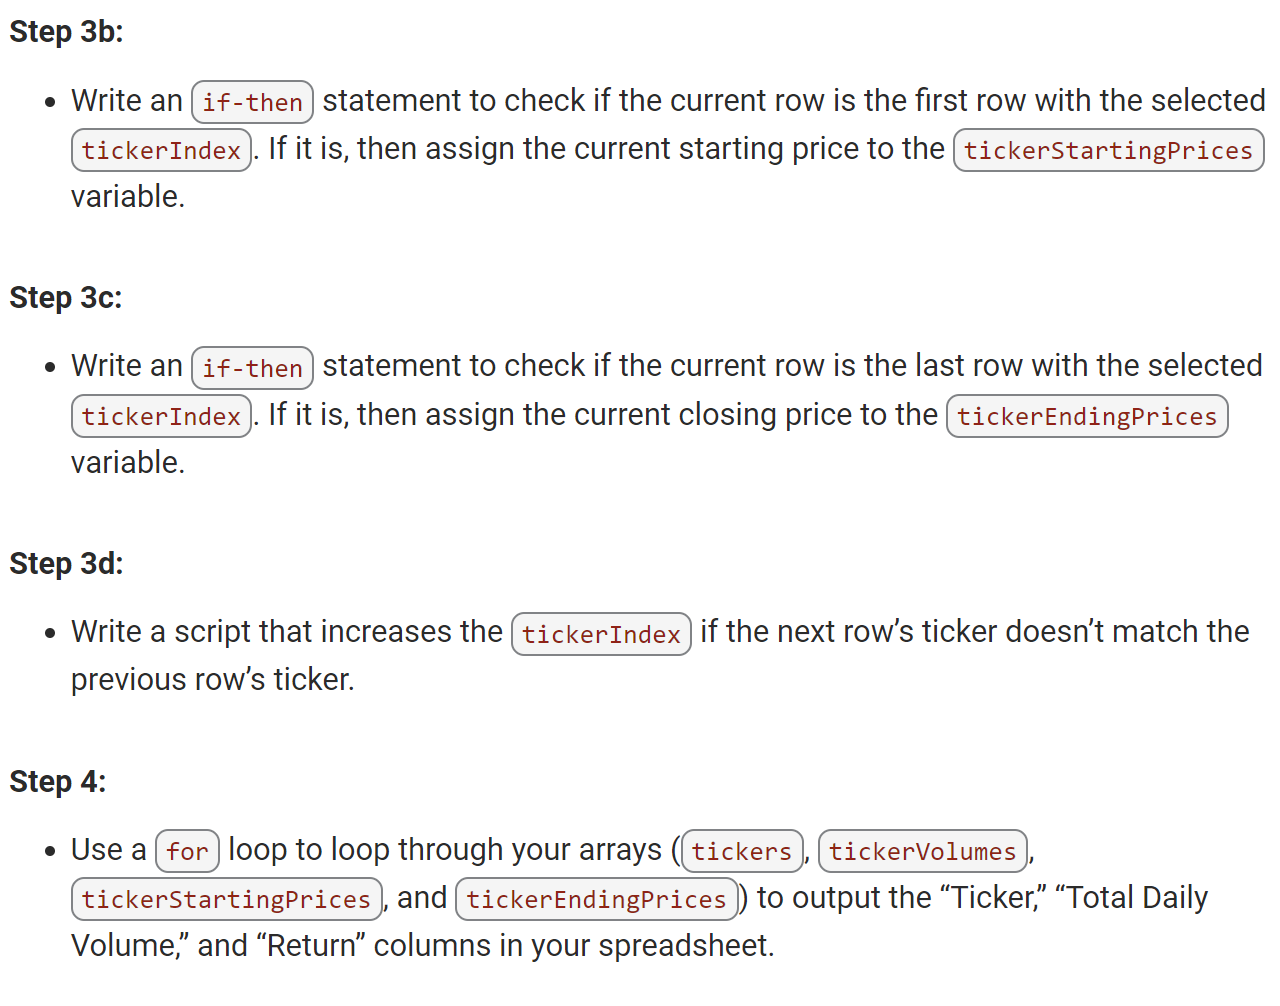 Step 3b:
• Write an if-then statement to check if the current row is the first row with the selected
tickerIndex. If it is, then assign the current starting price to the tickerStartingPrices
variable.
Step 3c:
• Write an if-then statement to check if the current row is the last row with the selected
tickerIndex. If it is, then assign the current closing price to the tickerEndingPrices
variable.
Step 3d:
• Write a script that increases the tickerIndex if the next row’s ticker doesn’t match the
previous row’s ticker.
Step 4:
• Use a for loop to loop through your arrays (tickers, tickerVolumes,
tickerStartingPrices, and tickerEndingPrices) to output the “Ticker,” “Total Daily
Volume,” and “Return” columns in your spreadsheet.